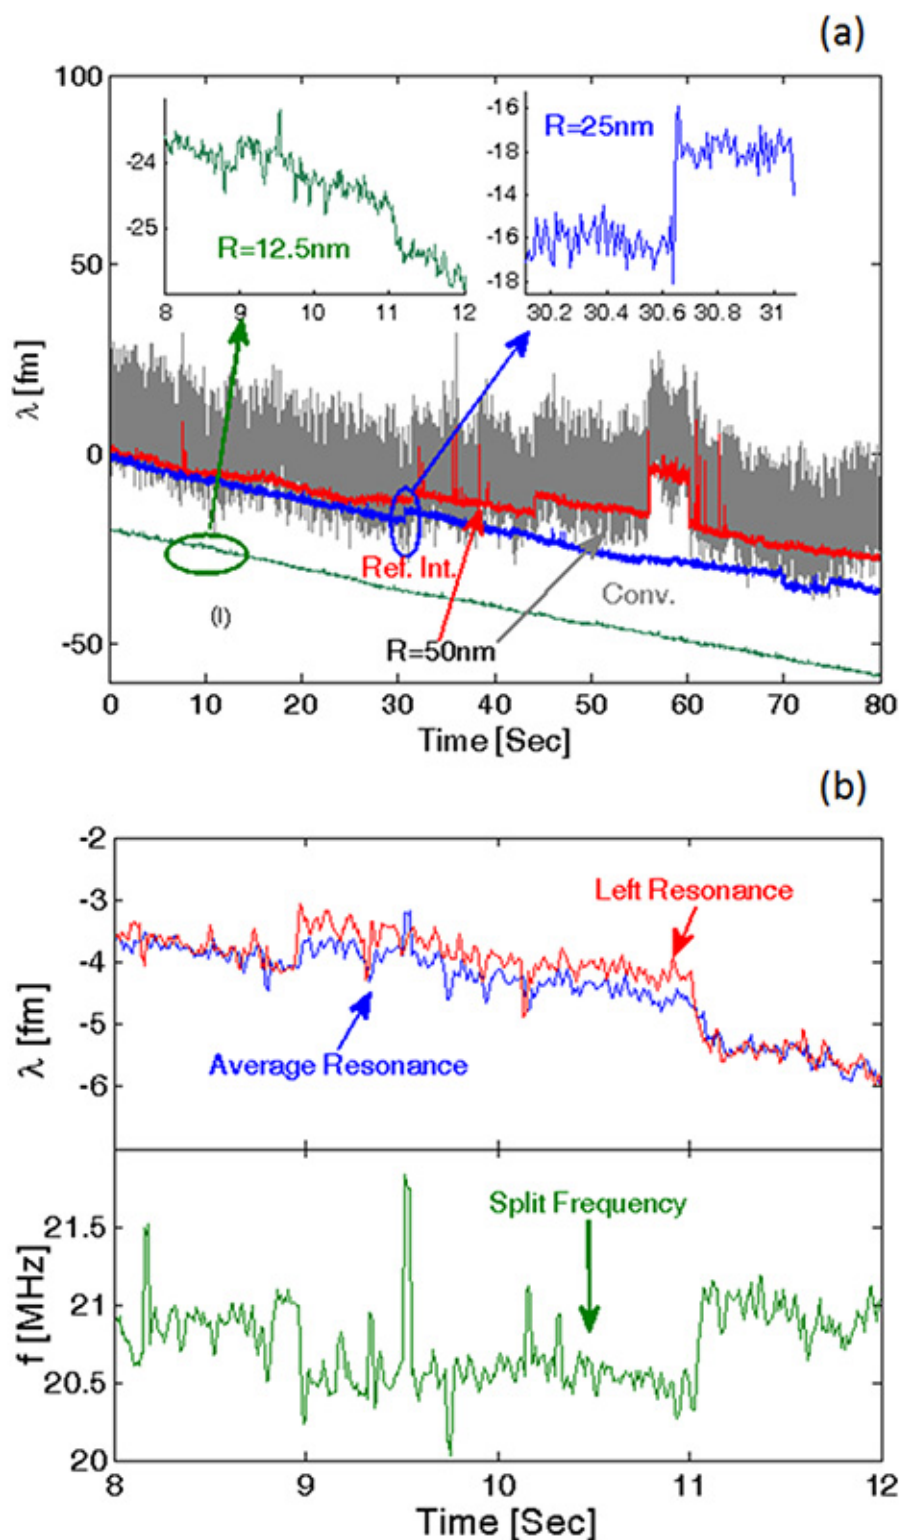 (a)
100
50
0
-50
λ [fm]
-24
-25
R=12.5nm
8 9 10 11 12
-16
-18
-14
-16
-18
R=25nm
30.2 30.4 30.6 30.8 31
Ref. Int.
Conv.
(I)
R=50nm
0 10 20 30 40 50 60 70 80
Time [Sec]
(b)
-2
-3
-4
-5
-6
λ [fm]
Left Resonance
Average Resonance
21.5
21
20.5
20
f [MHz]
Split Frequency
8 9 10 11 12
Time [Sec]